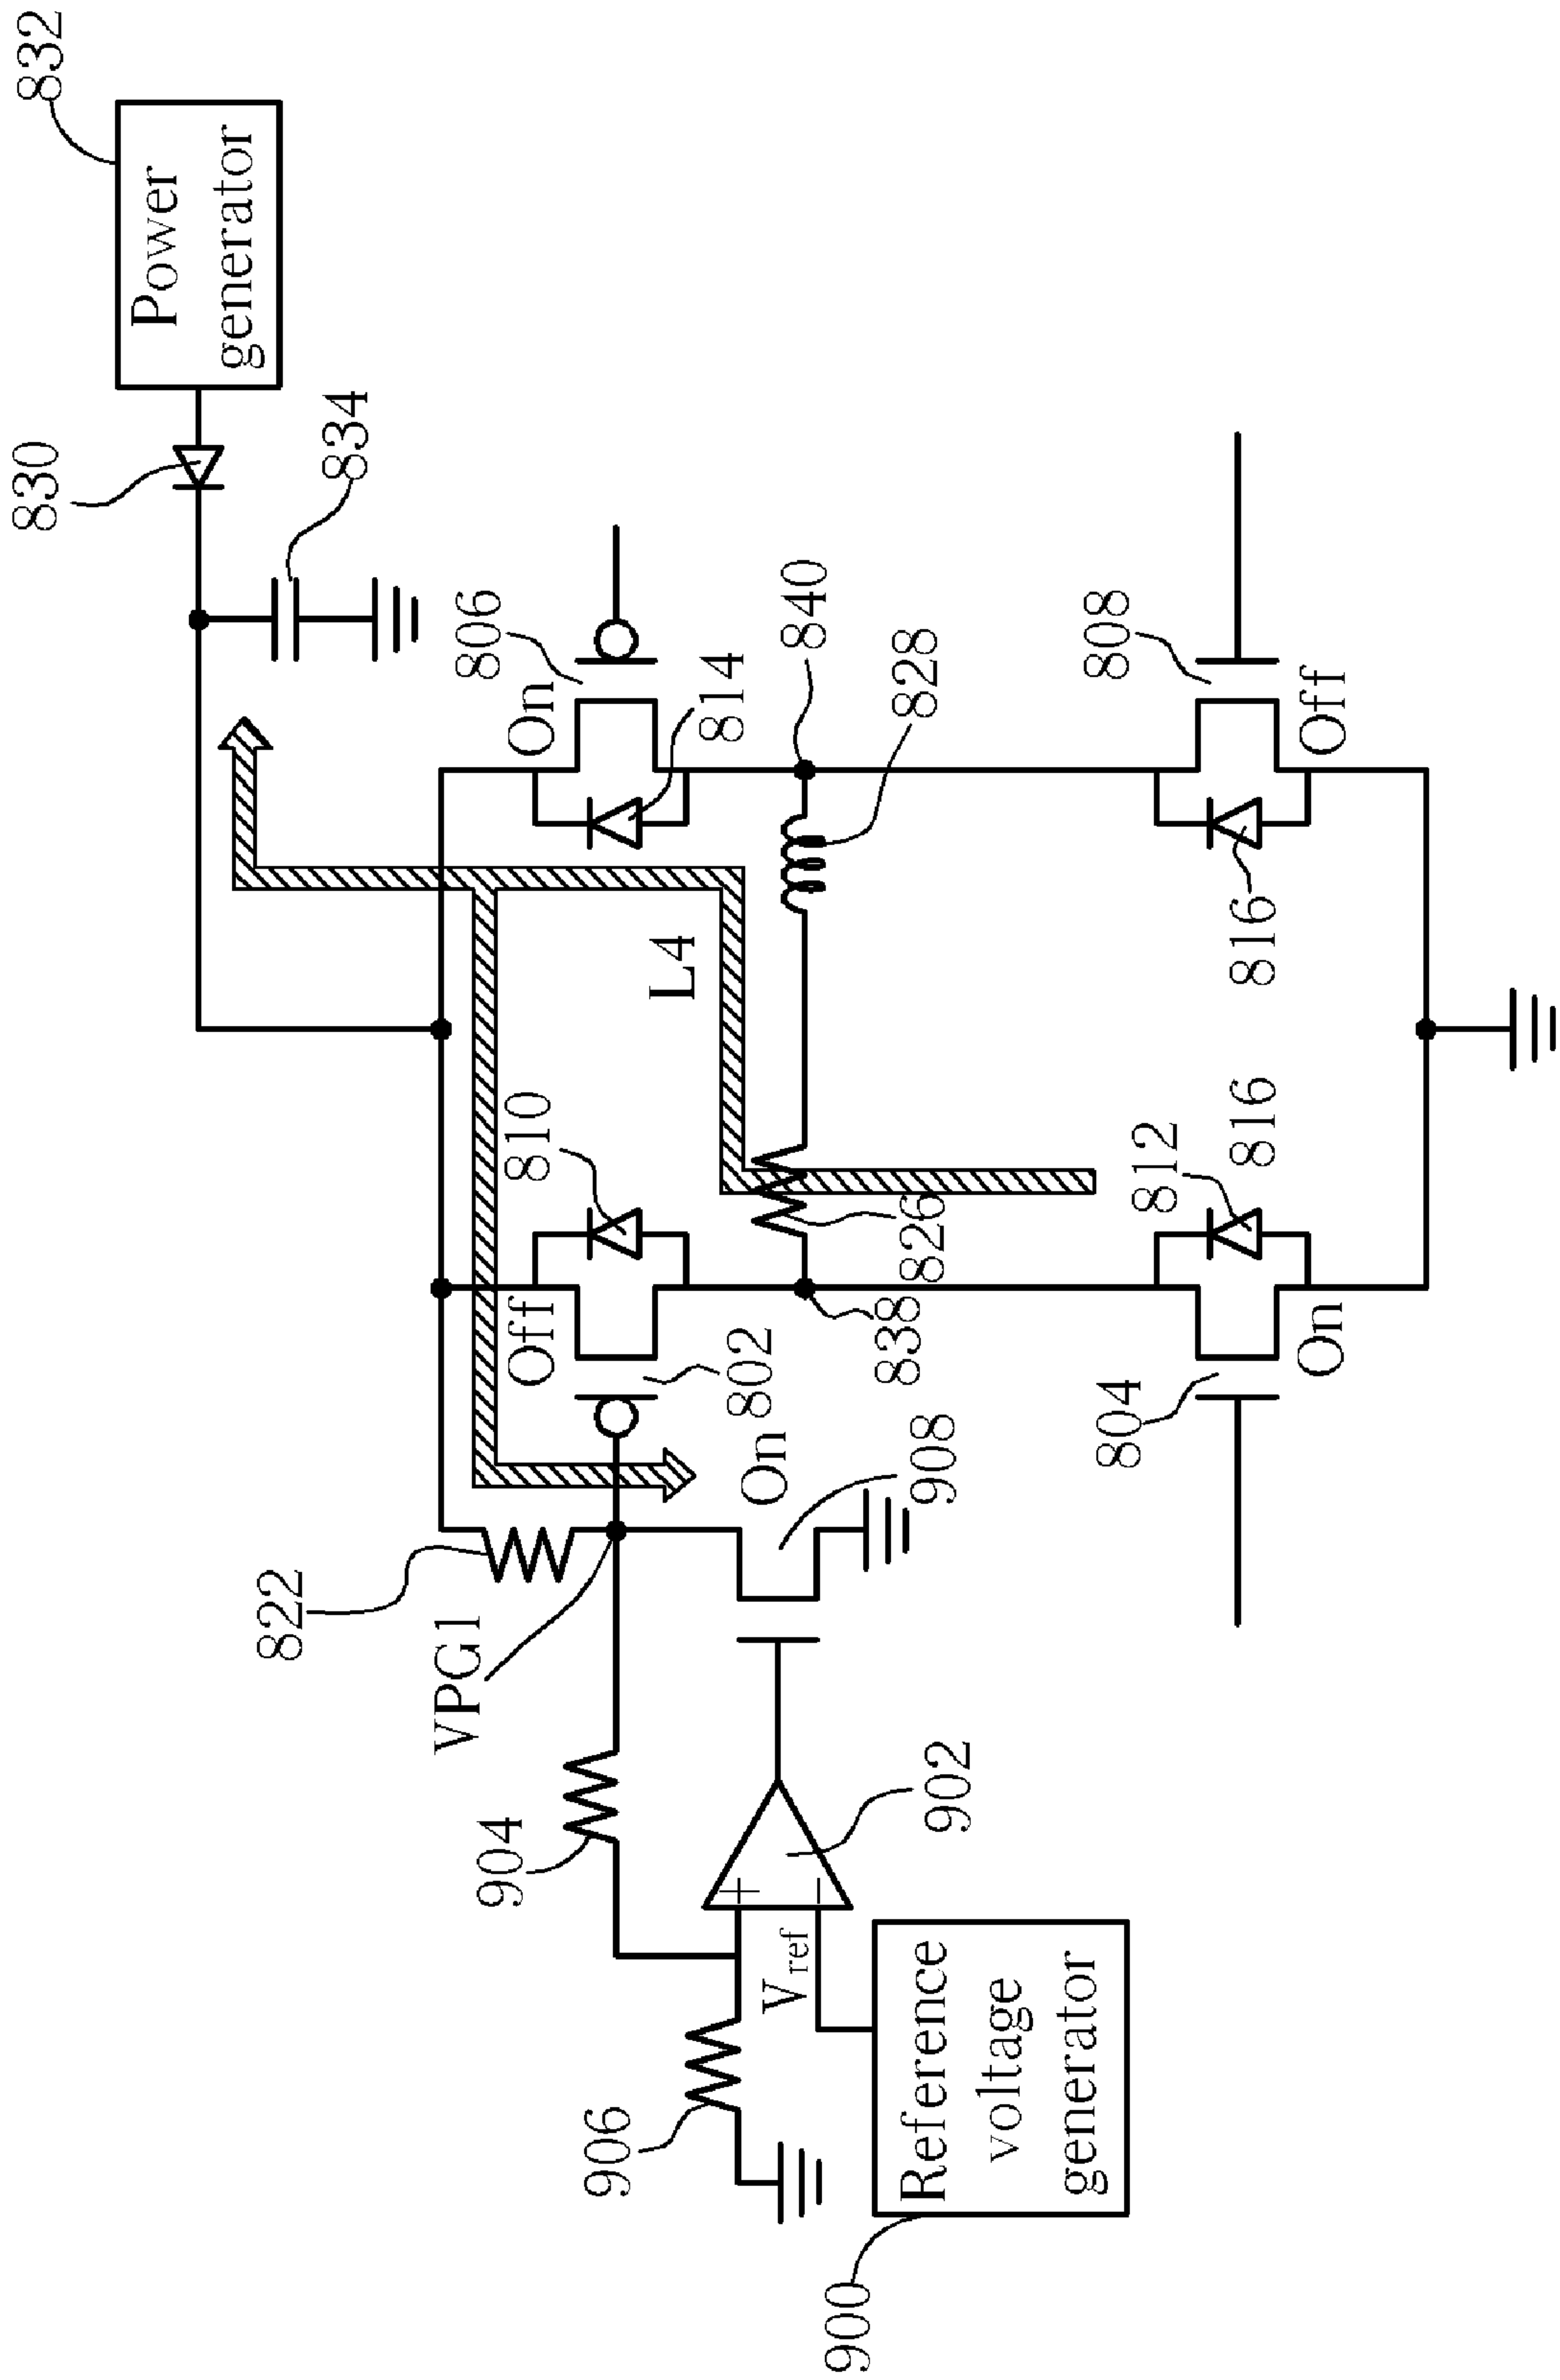 832
Power
generator
830
834
806
On
814
840
828
808
Off
816
L4
810
812
816
826
838
Off
802
On
908
804
On
822
VPG1
904
902
Vref
+
−
906
Reference
voltage
generator
900